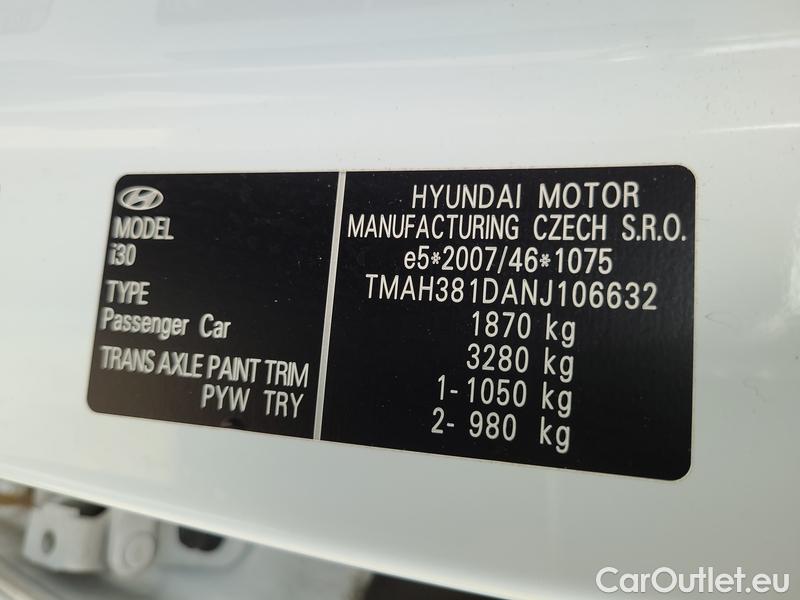 MODEL
i30
TYPE
Passenger Car
TRANS AXLE PAINT TRIM
PYW TRY
HYUNDAI MOTOR
MANUFACTURING CZECH S.R.O.
e5*2007/46*1075
TMAH381DANJ106632
1870 kg
3280 kg
1- 1050 kg
2- 980 kg
CarOutlet.eu